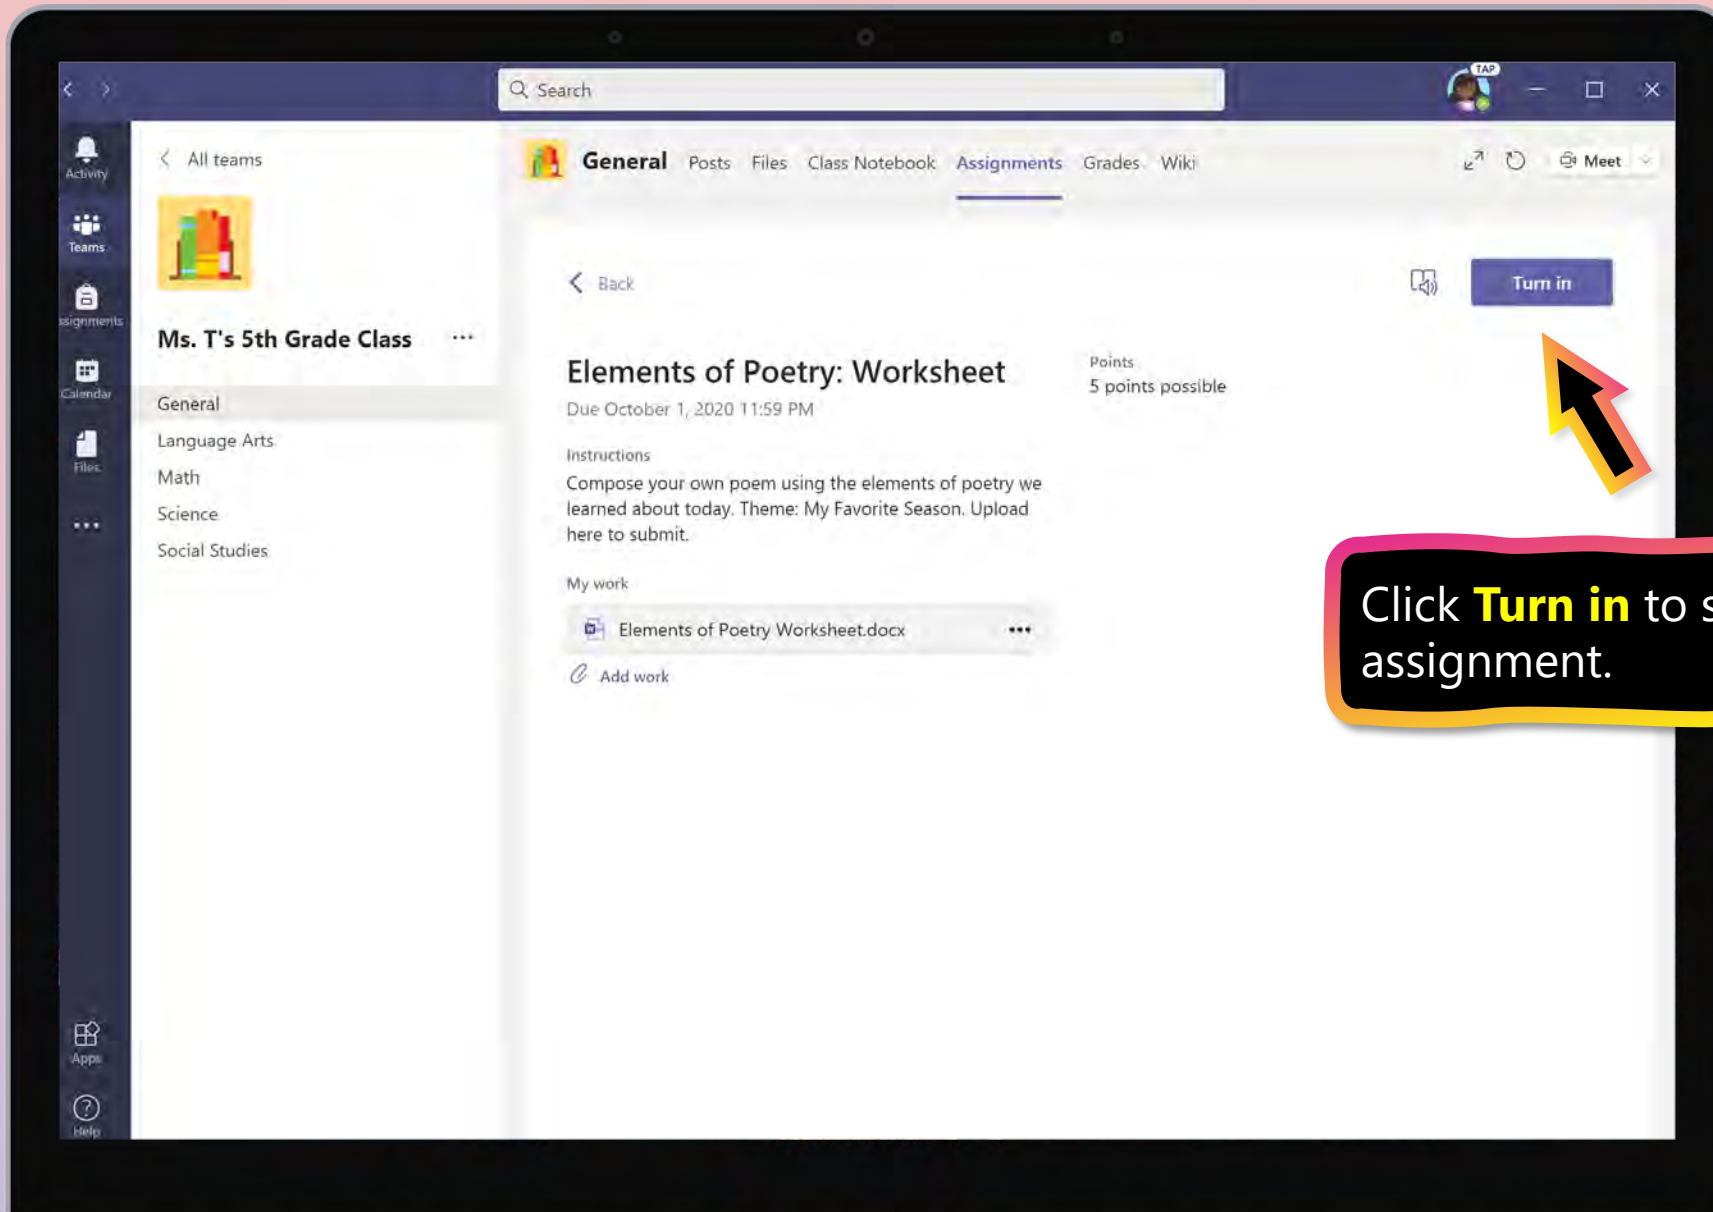 Search
TAP
Activity
Teams
Assignments
Calendar
Files
Apps
Help
All teams
Ms. T's 5th Grade Class
General
Language Arts
Math
Science
Social Studies
General Posts Files Class Notebook Assignments Grades Wiki
Meet
Back
Turn in
Elements of Poetry: Worksheet
Due October 1, 2020 11:59 PM
Points
5 points possible
Instructions
Compose your own poem using the elements of poetry we
learned about today. Theme: My Favorite Season. Upload
here to submit.
My work
Elements of Poetry Worksheet.docx
Add work
Click Turn in to
assignment.